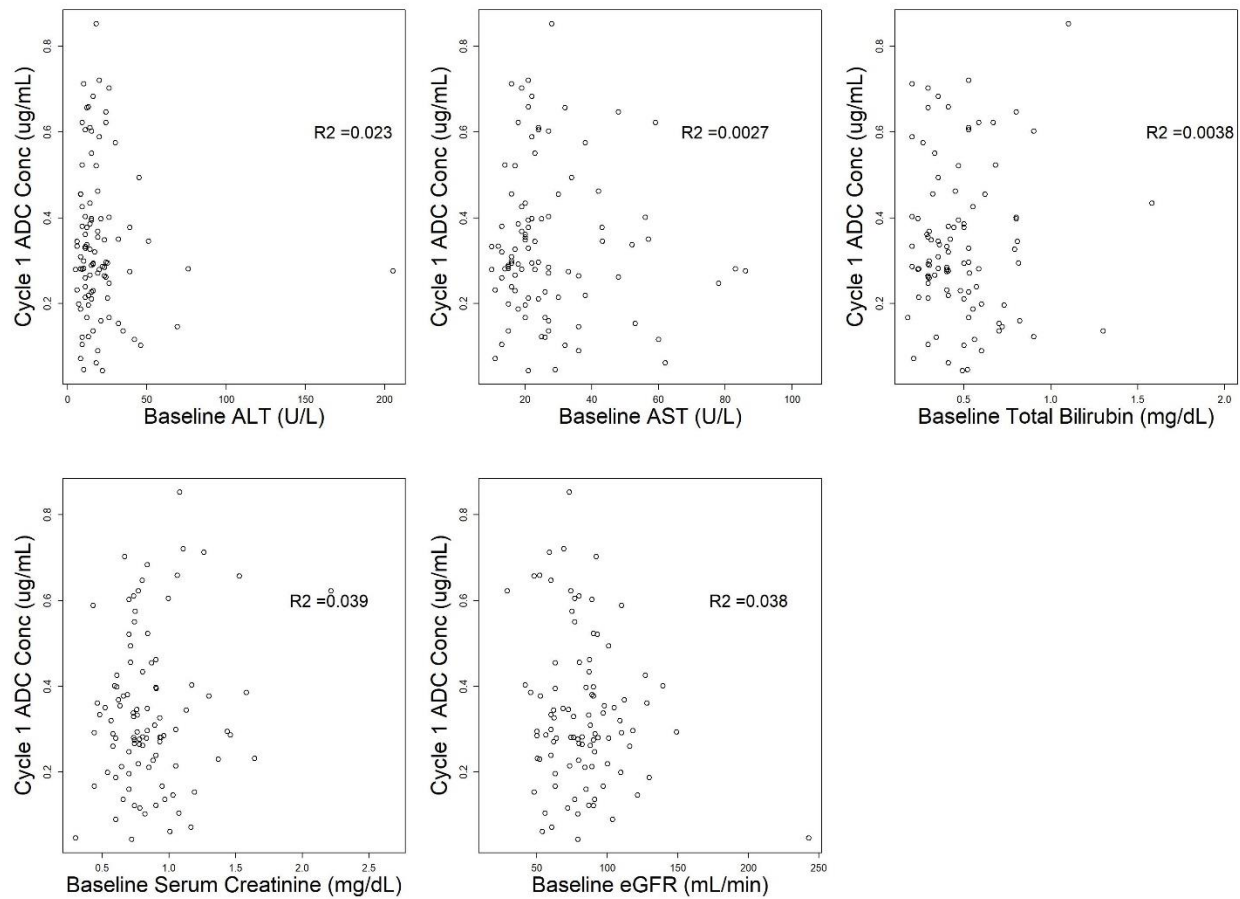 Cycle 1 ADC Conc (ug/mL)
0.8
0.6
0.4
0.2
R2 =0.023
0 50 100 150 200
Baseline ALT (U/L)
Cycle 1 ADC Conc (ug/mL)
0.8
0.6
0.4
0.2
R2 =0.0027
20 40 60 80 100
Baseline AST (U/L)
Cycle 1 ADC Conc (ug/mL)
0.8
0.6
0.4
0.2
R2 =0.0038
0.5 1.0 1.5 2.0
Baseline Total Bilirubin (mg/dL)
Cycle 1 ADC Conc (ug/mL)
0.8
0.6
0.4
0.2
R2 =0.039
0.5 1.0 1.5 2.0 2.5
Baseline Serum Creatinine (mg/dL)
Cycle 1 ADC Conc (ug/mL)
0.8
0.6
0.4
0.2
R2 =0.038
50 100 150 200 250
Baseline eGFR (mL/min)